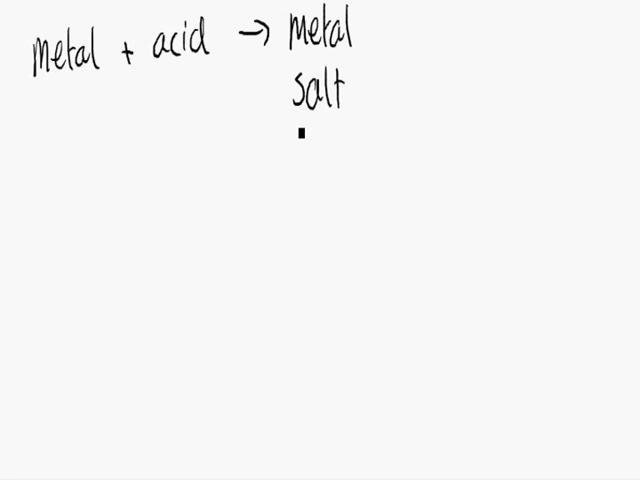 metal + acid → metal
salt